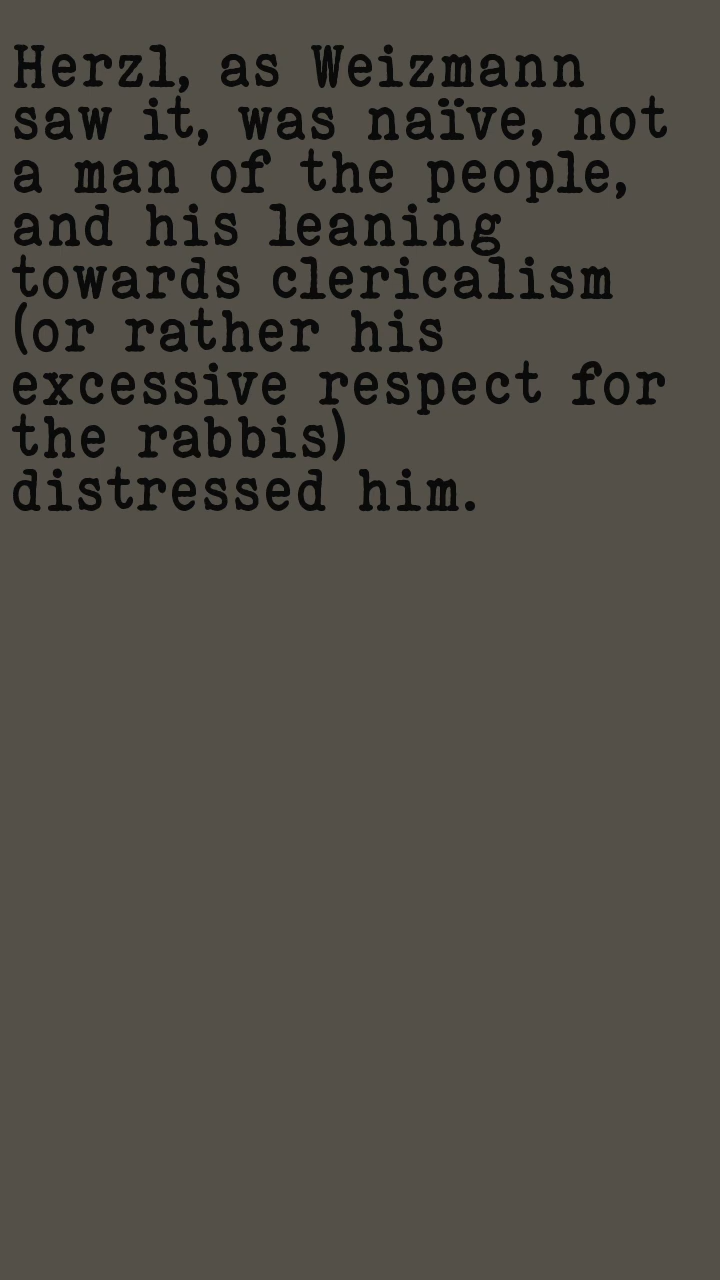 Herzl, as Weizmann
saw it, was naïve, not
a man of the people,
and his leaning
towards clericalism
(or rather his
excessive respect for
the rabbis)
distressed him.